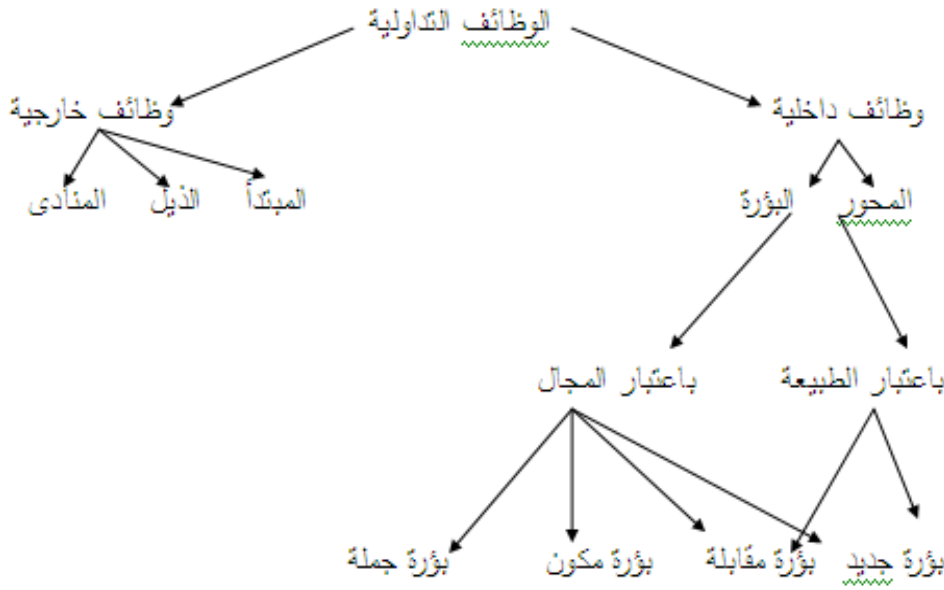 الوظائف التداولية
وظائف داخلية وظائف خارجية
المحور البؤرة المبتدأ الذيل المنادى
باعتبار الطبيعة باعتبار المجال
بؤرة جديد بؤرة مقابلة بؤرة مكون بؤرة جملة